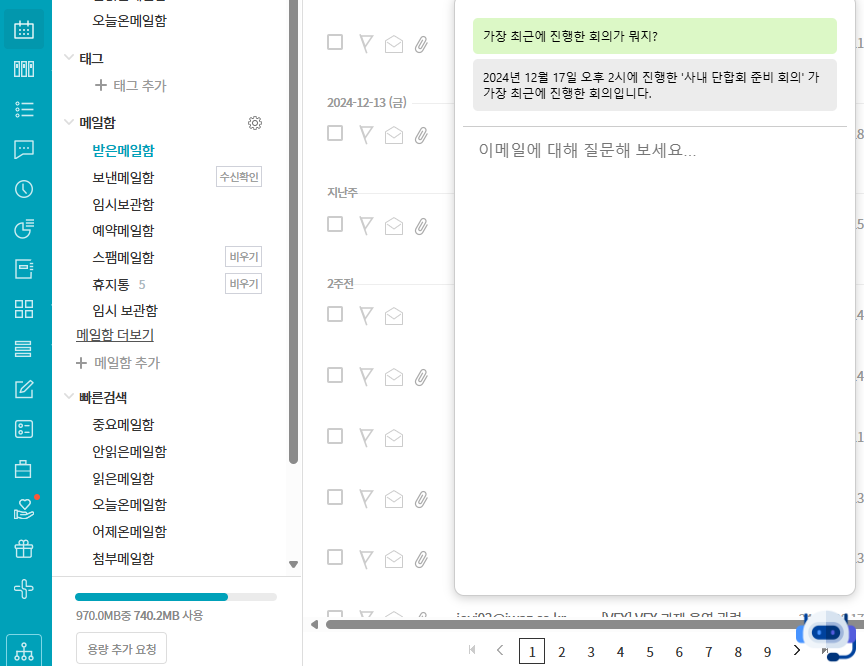 오늘온메일함
태그
태그 추가
메일함
받은메일함
보낸메일함
수신확인
임시보관함
예약메일함
스팸메일함
비우기
휴지통 5
비우기
임시 보관함
메일함 더보기
메일함 추가
빠른검색
중요메일함
안읽은메일함
읽은메일함
오늘온메일함
어제온메일함
첨부메일함
970.0MB중 740.2MB 사용
용량 추가 요청
2024-12-13 (금)
지난주
2주전
가장 최근에 진행한 회의가 뭐지?
2024년 12월 17일 오후 2시에 진행한 '사내 단합회 준비 회의' 가
가장 최근에 진행한 회의입니다.
이메일에 대해 질문해 보세요...
1 2 3 4 5 6 7 8 9